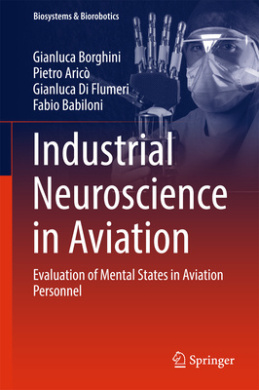 Biosystems & Biorobotics
Gianluca Borghini
Pietro Aricò
Gianluca Di Flumeri
Fabio Babiloni
Industrial
Neuroscience
in Aviation
Evaluation of Mental States in Aviation
Personnel
Springer